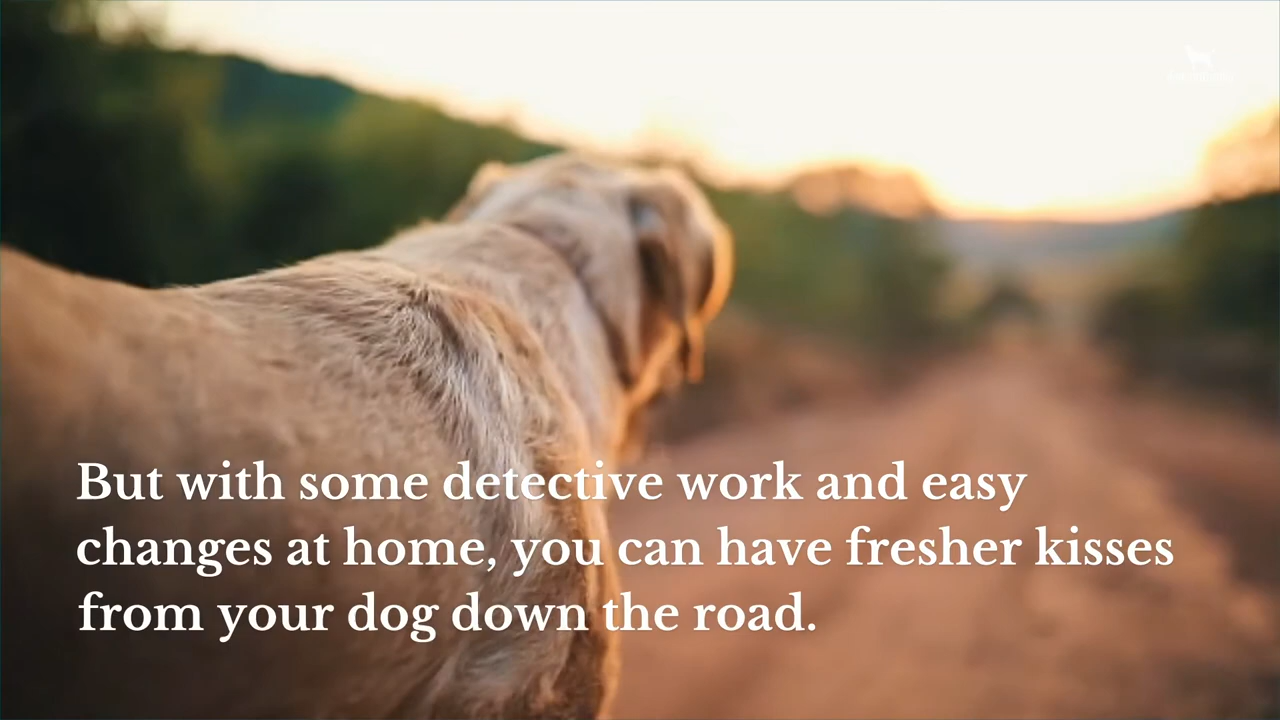 But with some detective work and easy
changes at home, you can have fresher kisses
from your dog down the road.